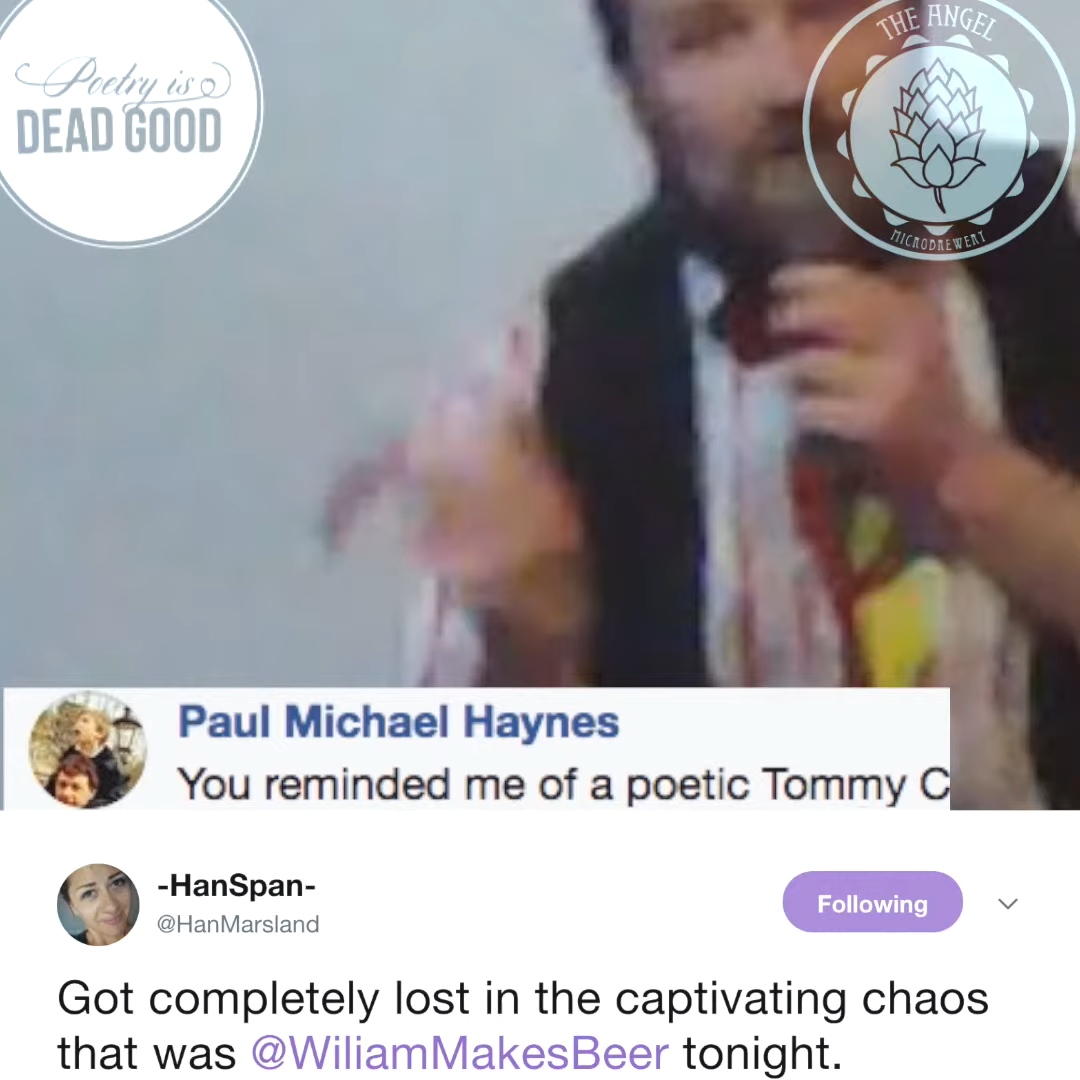 Poetry is
DEAD GOOD
THE ANGEL
MICROBREWERY
Paul Michael Haynes
You reminded me of a poetic Tommy C
-HanSpan-
@HanMarsland
Following
Got completely lost in the captivating chaos
that was @WiliamMakesBeer tonight.